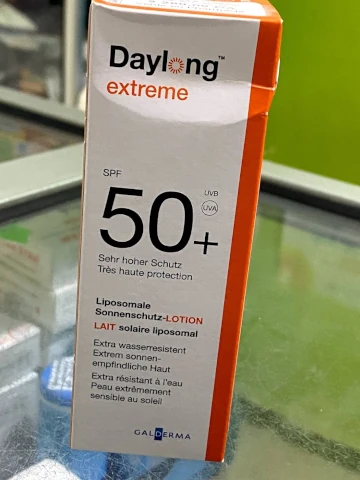 Daylong™
extreme
SPF
UVB
50+
UVA
Sehr hoher Schutz
Très haute protection
Liposomale
Sonnenschutz-LOTION
LAIT solaire liposomal
Extra wasserresistent
Extrem sonnen-
empfindliche Haut
Extra résistant à l'eau
Peau extrêmement
sensible au soleil
GALDERMA